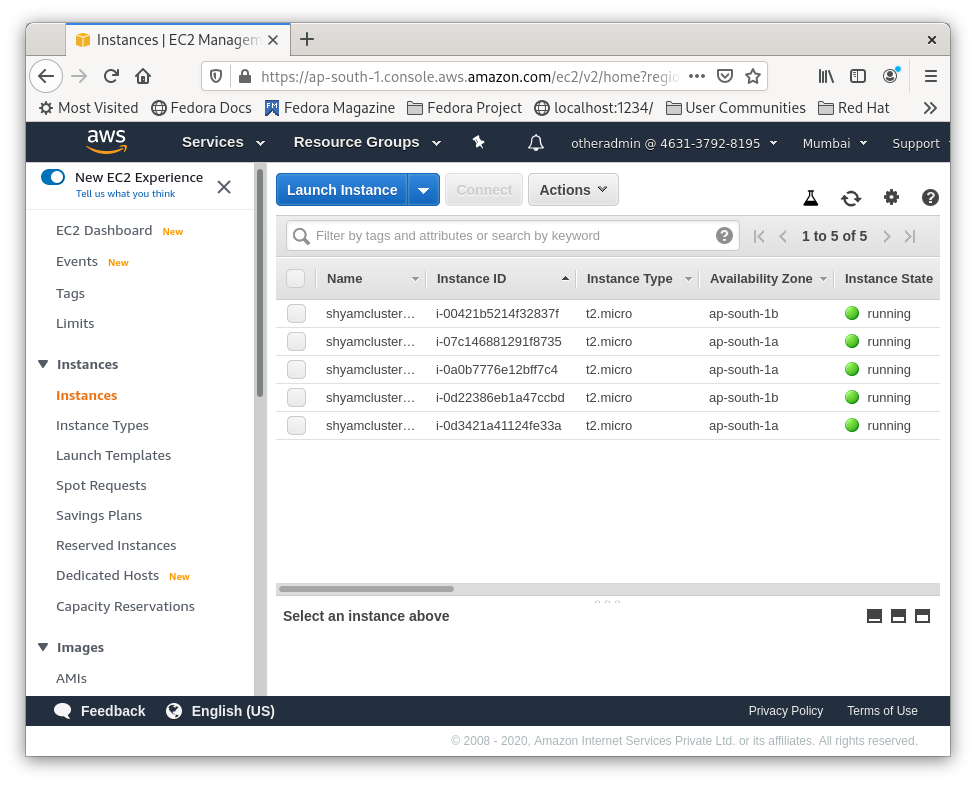 Instances | EC2 Managem
https://ap-south-1.console.aws.amazon.com/ec2/v2/home?regio
Most Visited Fedora Docs Fedora Magazine Fedora Project localhost:1234/ User Communities Red Hat
aws Services Resource Groups otheradmin @ 4631-3792-8195 Mumbai Support
New EC2 Experience
Tell us what you think
EC2 Dashboard New
Events New
Tags
Limits
Instances
Instances
Instance Types
Launch Templates
Spot Requests
Savings Plans
Reserved Instances
Dedicated Hosts New
Capacity Reservations
Images
AMIs
Launch Instance Connect Actions
Filter by tags and attributes or search by keyword 1 to 5 of 5
Name Instance ID Instance Type Availability Zone Instance State
shyamcluster… i-00421b5214f32837f t2.micro ap-south-1b running
shyamcluster… i-07c146881291f8735 t2.micro ap-south-1a running
shyamcluster… i-0a0b7776e12bff7c4 t2.micro ap-south-1a running
shyamcluster… i-0d22386eb1a47ccbd t2.micro ap-south-1b running
shyamcluster… i-0d3421a41124fe33a t2.micro ap-south-1a running
Select an instance above
Feedback English (US) Privacy Policy Terms of Use
© 2008 - 2020, Amazon Internet Services Private Ltd. or its affiliates. All rights reserved.